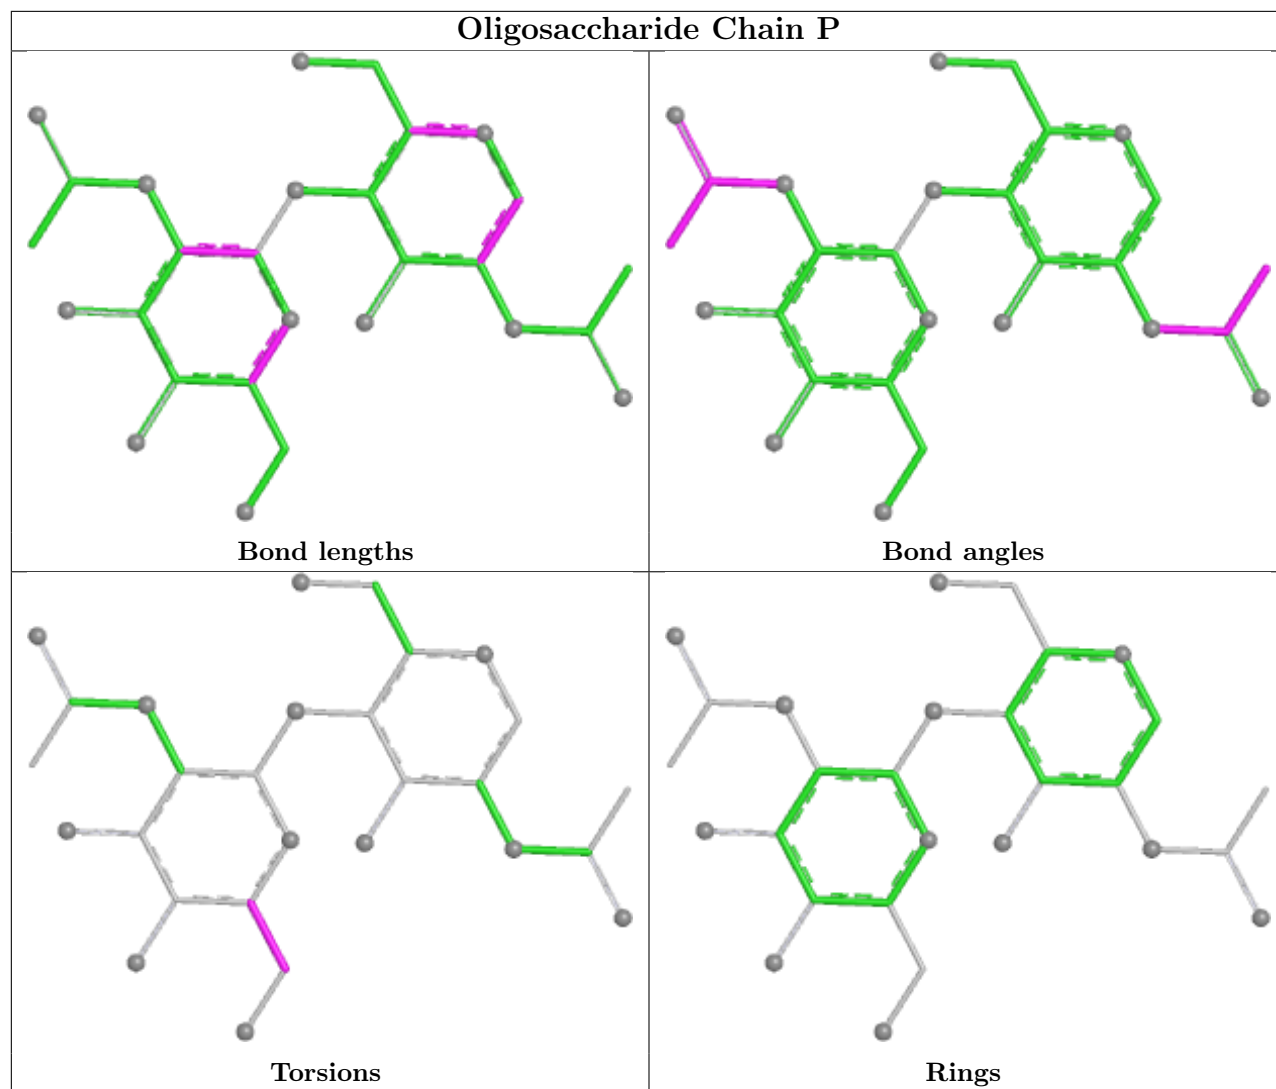 Oligosaccharide Chain P
Bond lengths
Bond angles
Torsions
Rings